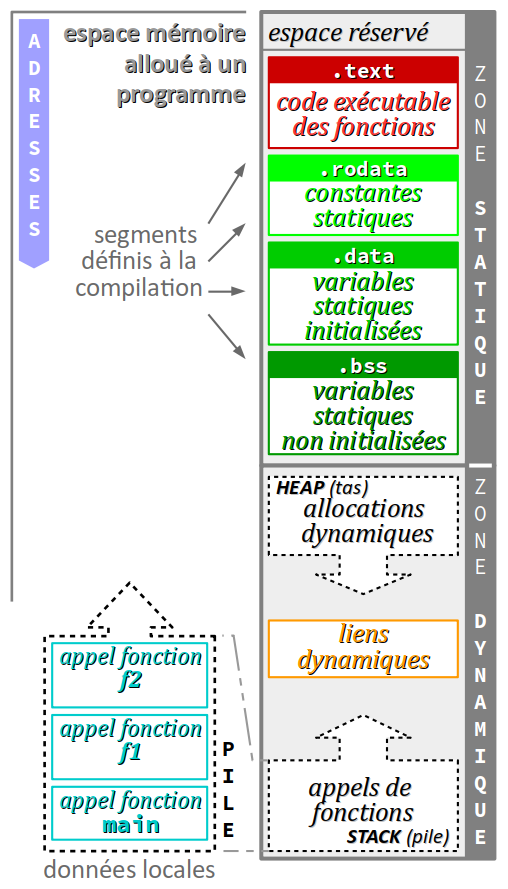 ADRESSES
espace mémoire
alloué à un
programme
segments
définis à la
compilation
espace réservé
.text
code exécutable
des fonctions
.rodata
constantes
statiques
.data
variables
statiques
initialisées
.bss
variables
statiques
non initialisées
ZONE STATIQUE
HEAP (tas)
allocations
dynamiques
liens
dynamiques
appels de
fonctions
STACK (pile)
ZONE DYNAMIQUE
appel fonction
f2
appel fonction
f1
appel fonction
main
PILE
données locales